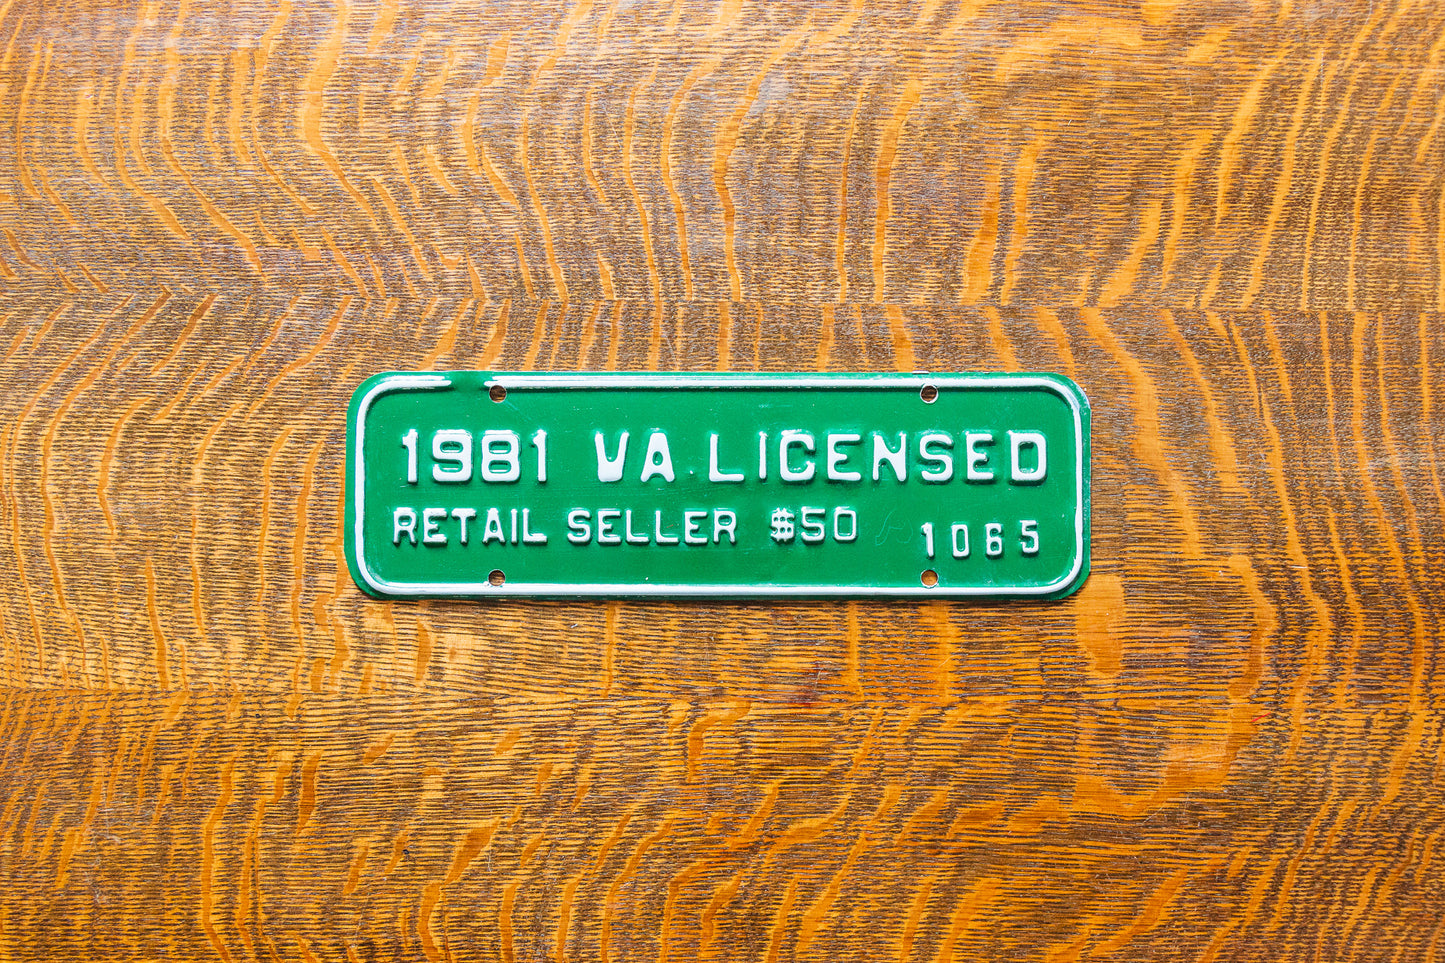 1981 VA. LICENSED
RETAIL SELLER $50 1065